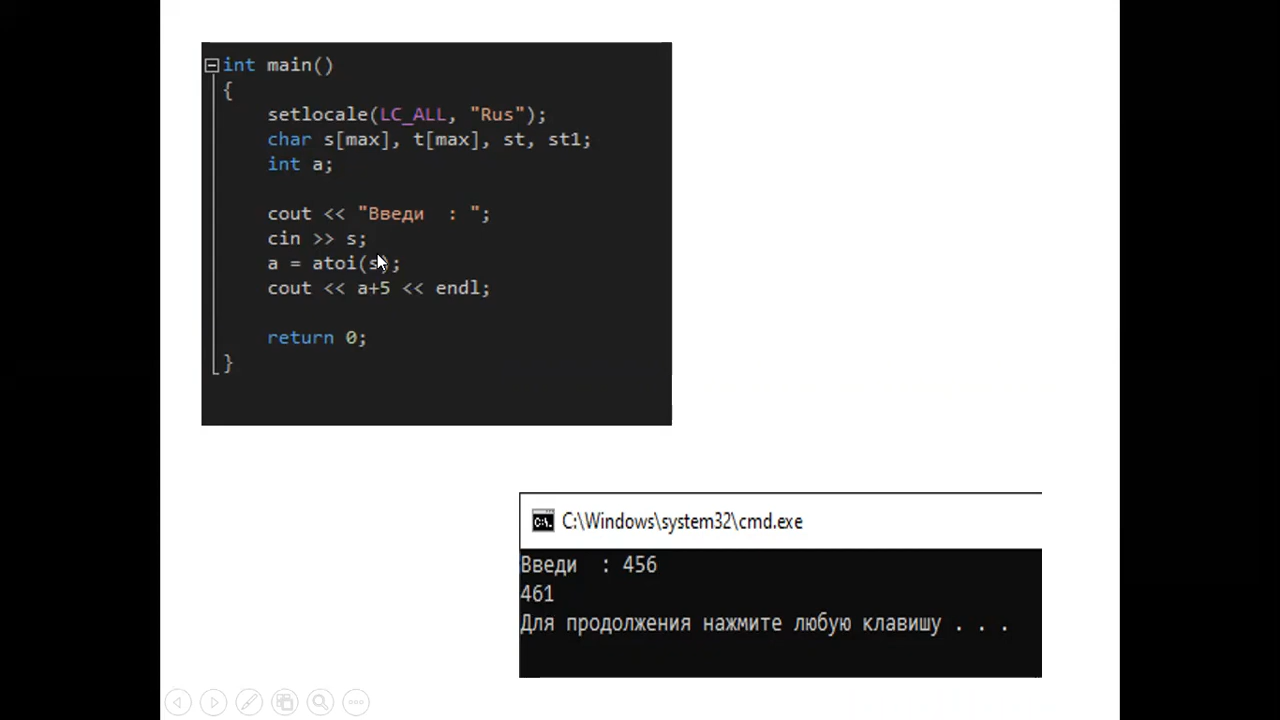 int main()
{
setlocale(LC_ALL, "Rus");
char s[max], t[max], st, st1;
int a;
cout << "Введи  : ";
cin >> s;
a = atoi(s);
cout << a+5 << endl;
return 0;
}
C:\Windows\system32\cmd.exe
Введи  : 456
461
Для продолжения нажмите любую клавишу . . .